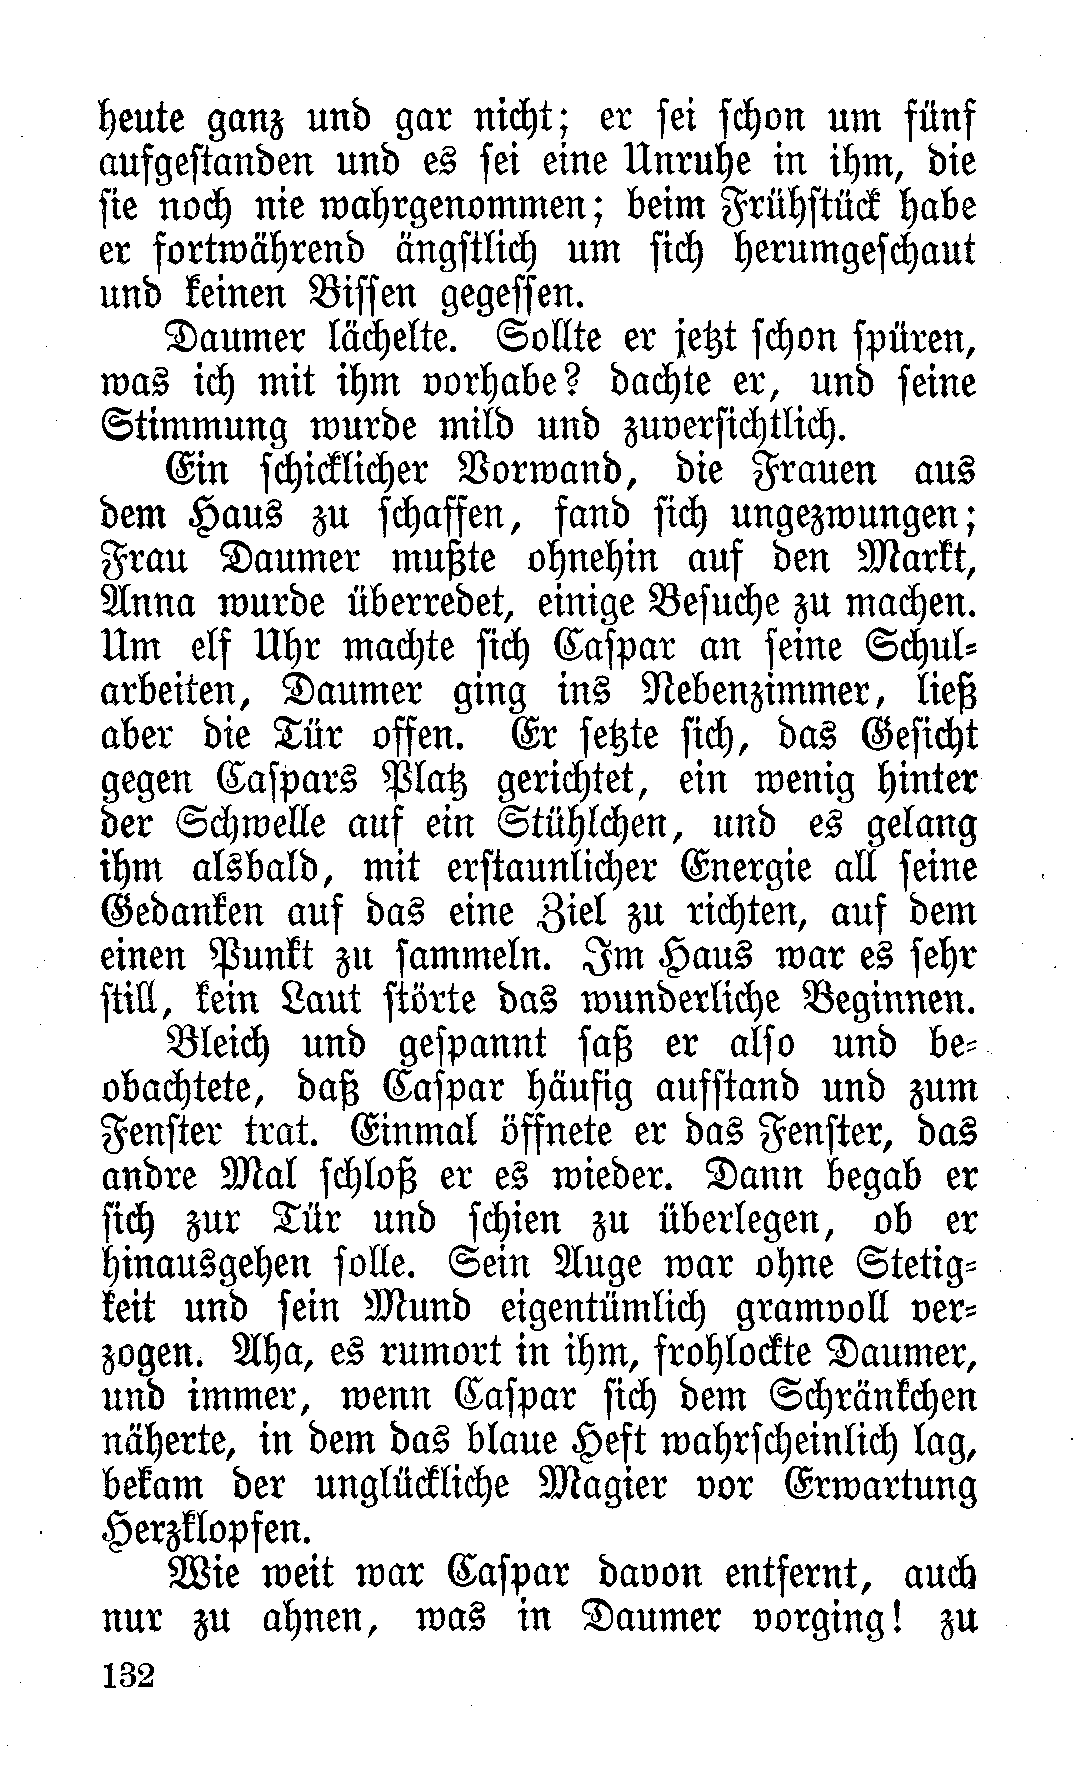 heute ganz und gar nicht; er sei schon um fünf
aufgestanden und es sei eine Unruhe in ihm, die
sie noch nie wahrgenommen; beim Frühstück habe
er fortwährend ängstlich um sich herumgeschaut
und keinen Bissen gegessen.
Daumer lächelte. Sollte er jetzt schon spüren,
was ich mit ihm vorhabe? dachte er, und seine
Stimmung wurde mild und zuversichtlich.
Ein schicklicher Vorwand, die Frauen aus
dem Haus zu schaffen, fand sich ungezwungen;
Frau Daumer mußte ohnehin auf den Markt,
Anna wurde überredet, einige Besuche zu machen.
Um elf Uhr machte sich Caspar an seine Schul-
arbeiten, Daumer ging ins Nebenzimmer, ließ
aber die Tür offen. Er setzte sich, das Gesicht
gegen Caspars Platz gerichtet, ein wenig hinter
der Schwelle auf ein Stühlchen, und es gelang
ihm alsbald, mit erstaunlicher Energie all seine
Gedanken auf das eine Ziel zu richten, auf dem
einen Punkt zu sammeln. Im Haus war es sehr
still, kein Laut störte das wunderliche Beginnen.
Bleich und gespannt saß er also und be-
obachtete, daß Caspar häufig aufstand und zum
Fenster trat. Einmal öffnete er das Fenster, das
andre Mal schloß er es wieder. Dann begab er
sich zur Tür und schien zu überlegen, ob er
hinausgehen solle. Sein Auge war ohne Stetig-
keit und sein Mund eigentümlich gramvoll ver-
zogen. Aha, es rumort in ihm, frohlockte Daumer,
und immer, wenn Caspar sich dem Schränkchen
näherte, in dem das blaue Heft wahrscheinlich lag,
bekam der unglückliche Magier vor Erwartung
Herzklopfen.
Wie weit war Caspar davon entfernt, auch
nur zu ahnen, was in Daumer vorging! zu
132